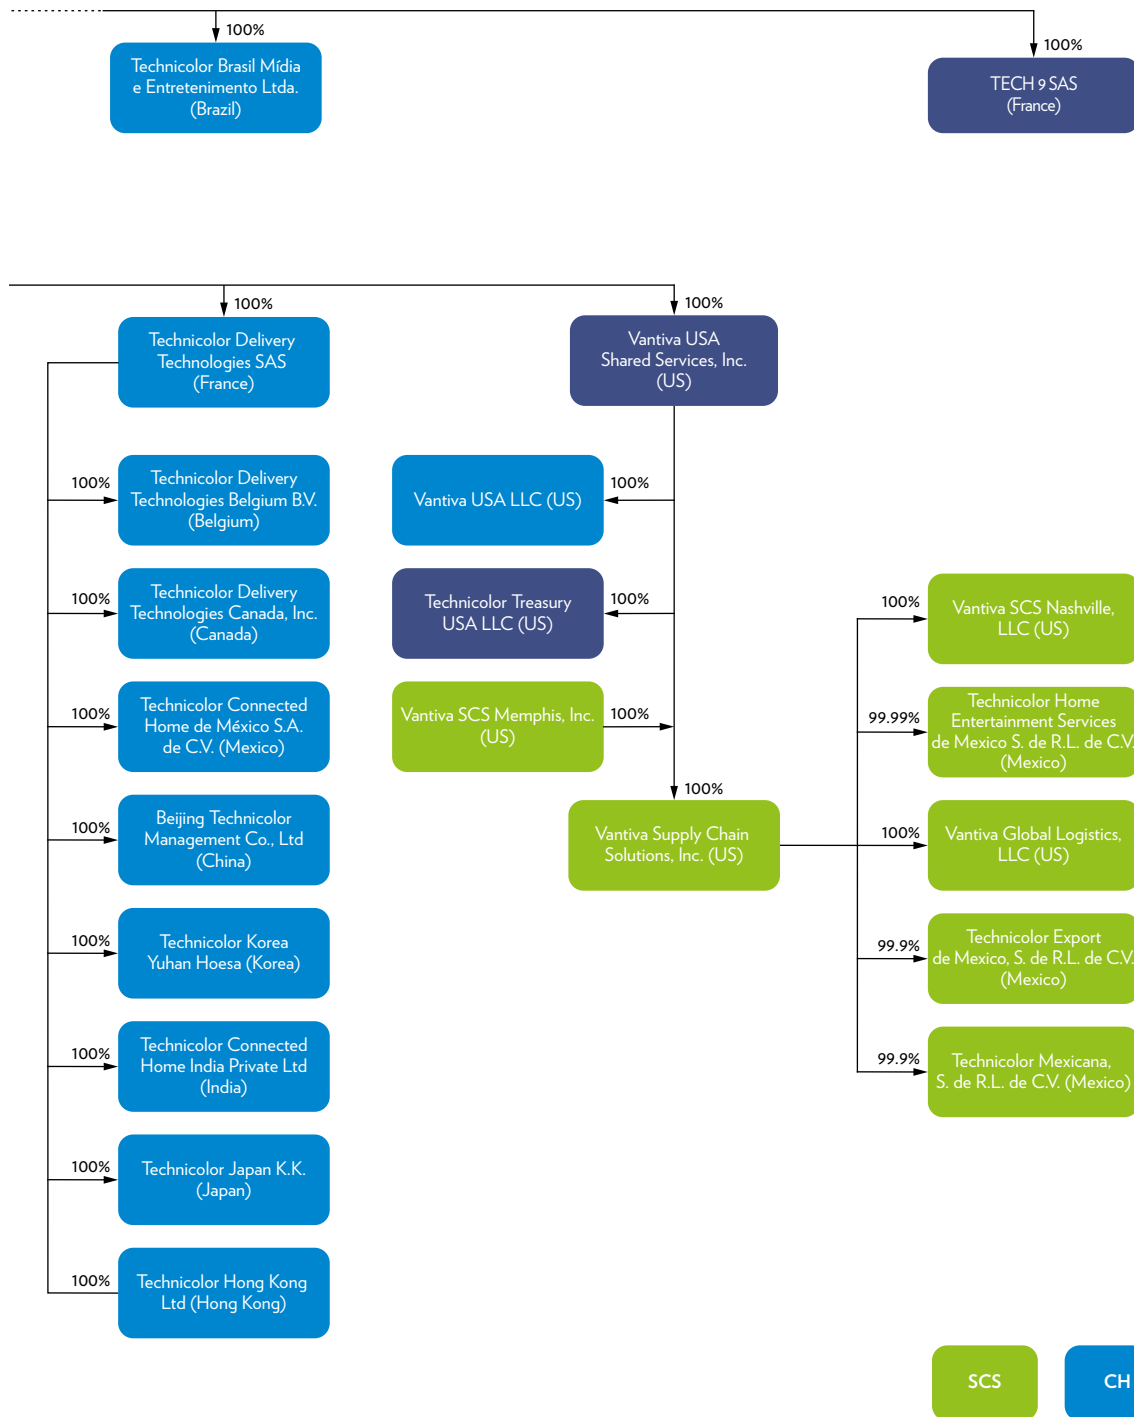 100%
Technicolor Brasil Mídia
e Entretenimento Ltda.
(Brazil)
100%
TECH 9 SAS
(France)
100%
Technicolor Delivery
Technologies SAS
(France)
100%
Vantiva USA
Shared Services, Inc.
(US)
100%
Technicolor Delivery
Technologies Belgium B.V.
(Belgium)
100%
Technicolor Delivery
Technologies Canada, Inc.
(Canada)
100%
Technicolor Connected
Home de México S.A.
de C.V. (Mexico)
100%
Beijing Technicolor
Management Co., Ltd
(China)
100%
Technicolor Korea
Yuhan Hoesa (Korea)
100%
Technicolor Connected
Home India Private Ltd
(India)
100%
Technicolor Japan K.K.
(Japan)
100%
Technicolor Hong Kong
Ltd (Hong Kong)
Vantiva USA LLC (US)
100%
Technicolor Treasury
USA LLC (US)
100%
Vantiva SCS Memphis, Inc.
(US)
100%
100%
Vantiva Supply Chain
Solutions, Inc. (US)
100%
Vantiva SCS Nashville,
LLC (US)
99.99%
Technicolor Home
Entertainment Services
de Mexico S. de R.L. de C.V.
(Mexico)
100%
Vantiva Global Logistics,
LLC (US)
99.9%
Technicolor Export
de Mexico, S. de R.L. de C.V.
(Mexico)
99.9%
Technicolor Mexicana,
S. de R.L. de C.V. (Mexico)
SCS
CH